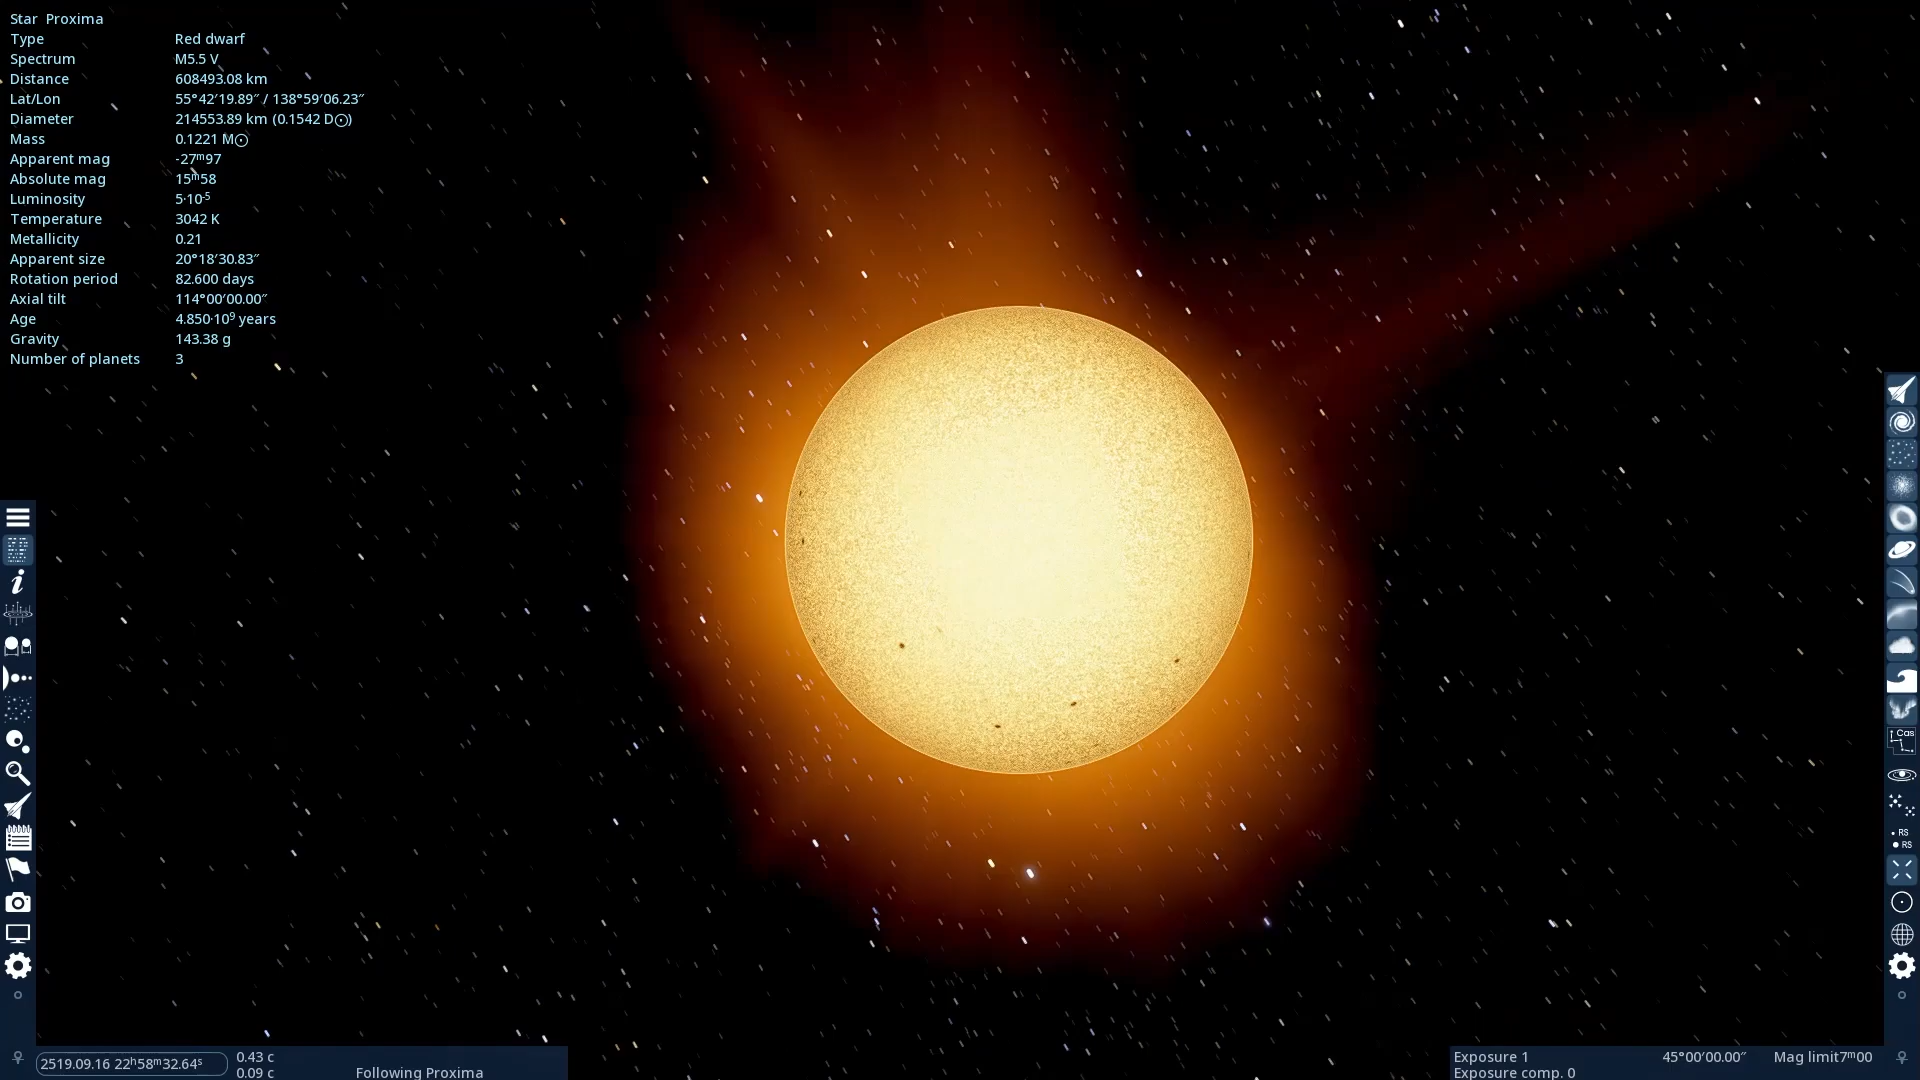 Star Proxima
Type Red dwarf
Spectrum M5.5 V
Distance 608493.08 km
Lat/Lon 55°42′19.89″ / 138°59′06.23″
Diameter 214553.89 km (0.1542 D☉)
Mass 0.1221 M☉
Apparent mag -27ᵐ97
Absolute mag 15ᵐ58
Luminosity 5·10⁻⁵
Temperature 3042 K
Metallicity 0.21
Apparent size 20°18′30.83″
Rotation period 82.600 days
Axial tilt 114°00′00.00″
Age 4.850·10⁹ years
Gravity 143.38 g
Number of planets 3
Cas
RS
RS
2519.09.16 22ʰ58ᵐ32.64ˢ
0.43 c
0.09 c
Following Proxima
Exposure 1 45°00′00.00″ Mag limit7ᵐ00
Exposure comp. 0